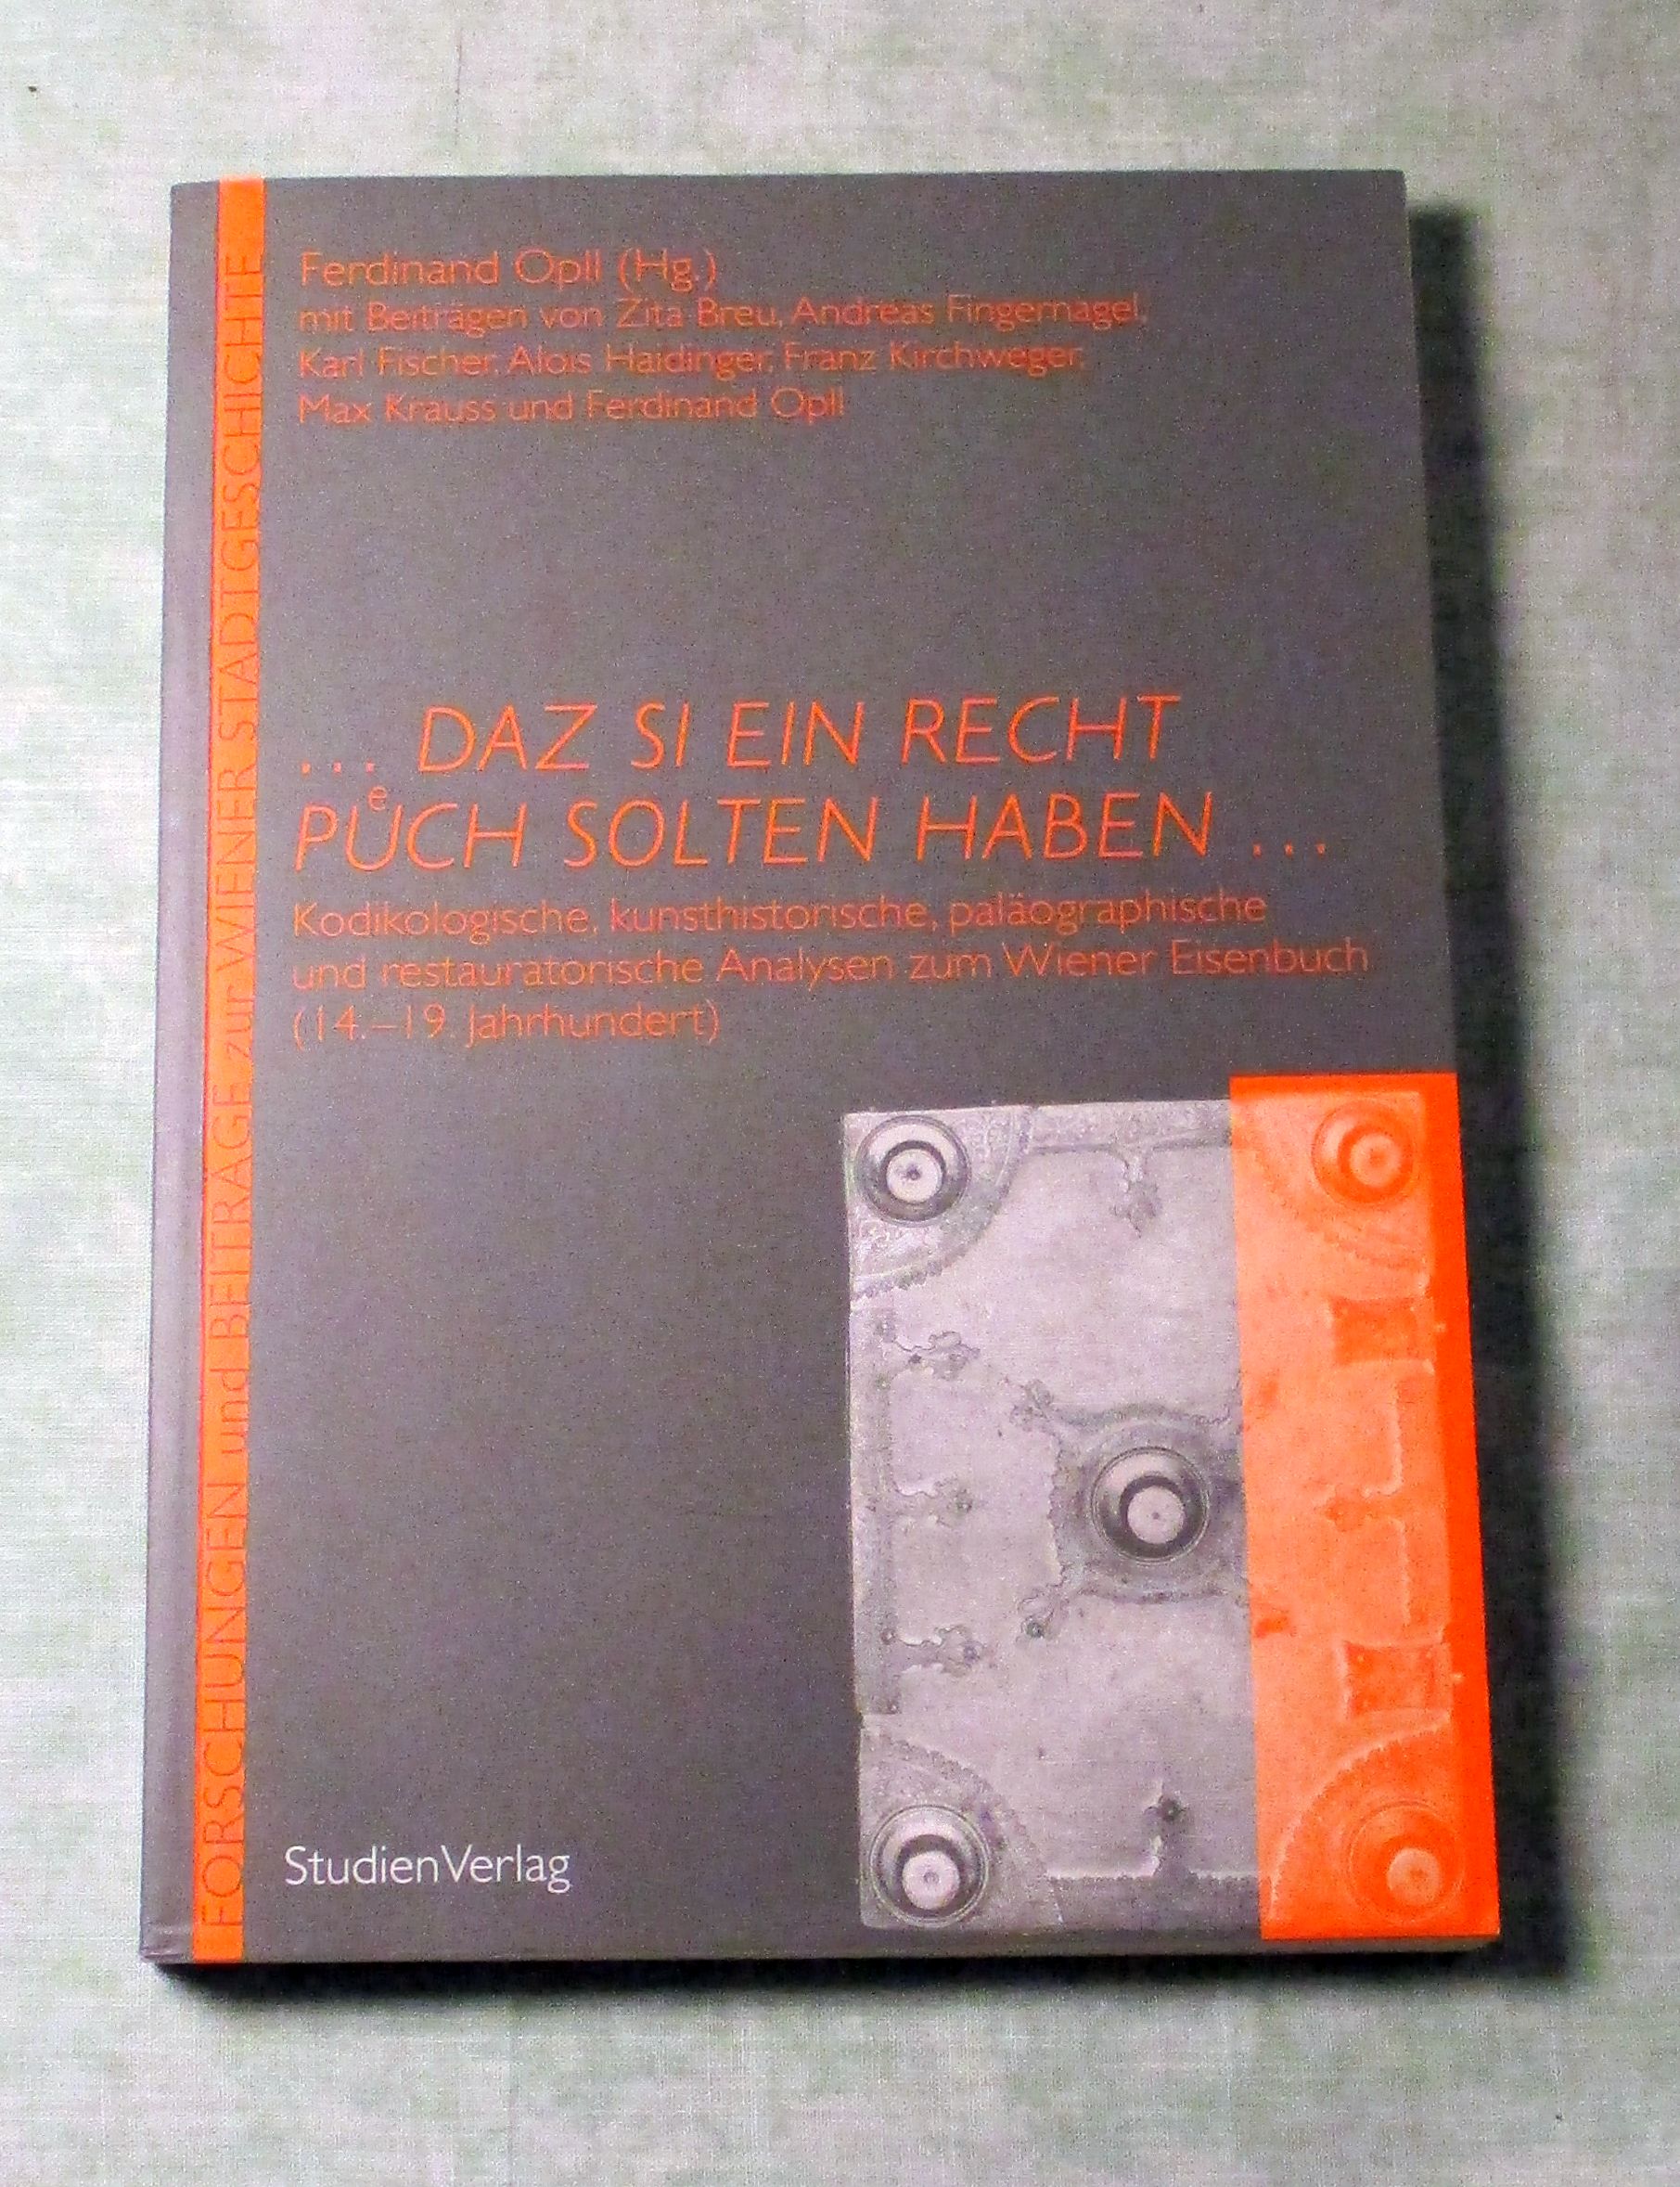 Ferdinand Opll (Hg.)
mit Beiträgen von Zita Breu, Andreas Fingernagel,
Karl Fischer, Alois Haidinger, Franz Kirchweger,
Max Krauss und Ferdinand Opll
... DAZ SI EIN RECHT
PUͤCH SOLTEN HABEN ...
Kodikologische, kunsthistorische, paläographische
und restauratorische Analysen zum Wiener Eisenbuch
(14.–19. Jahrhundert)
StudienVerlag
FORSCHUNGEN und BEITRÄGE zur WIENER STADTGESCHICHTE